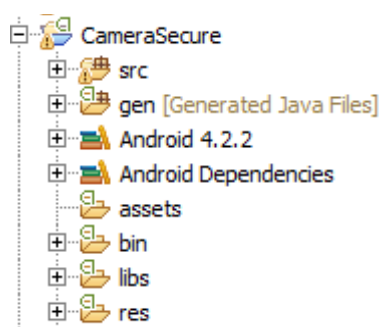 CameraSecure
src
gen [Generated Java Files]
Android 4.2.2
Android Dependencies
assets
bin
libs
res